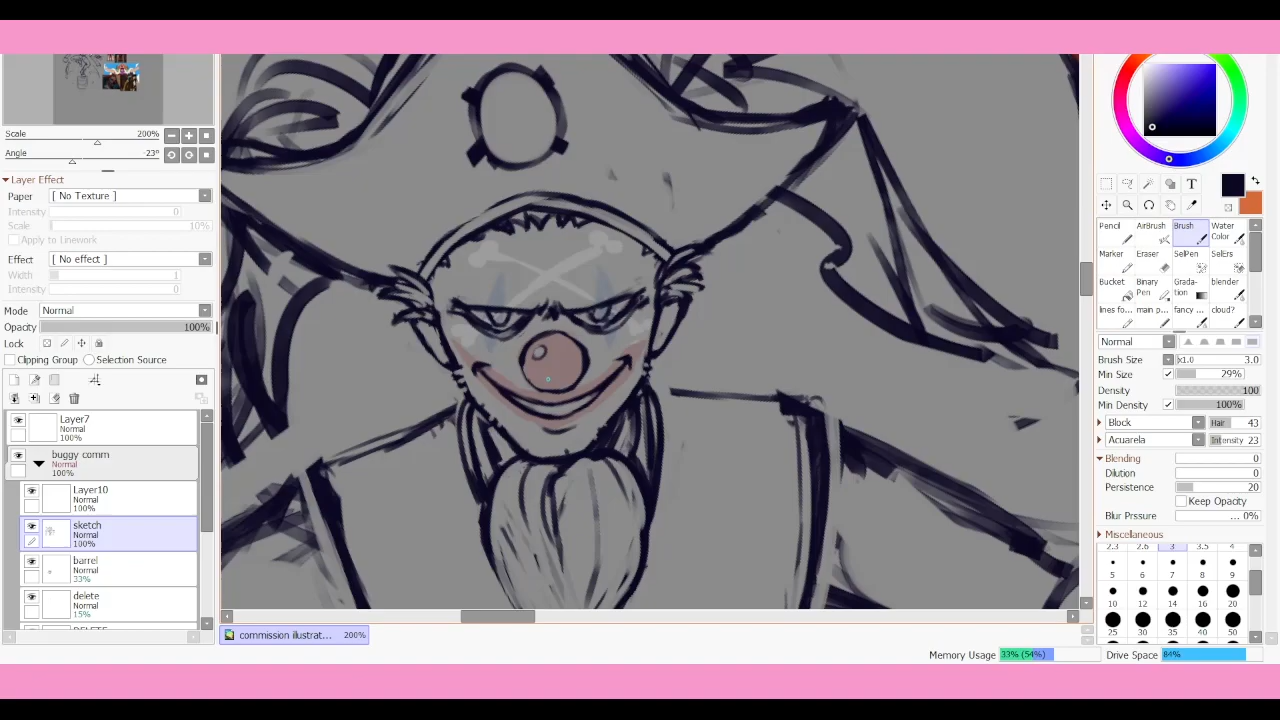 Scale 200%
Angle -23°
Layer Effect
Paper [ No Texture ]
Intensity 0
Scale 10%
Apply to Linework
Effect [ No effect ]
Width 1
Intensity 1
Mode Normal
Opacity 100%
Lock
Clipping Group Selection Source
Layer7
Normal
100%
buggy comm
Normal
100%
Layer10
Normal
100%
sketch
Normal
100%
barrel
Normal
33%
delete
Normal
15%
commission illustrat... 200%
Memory Usage 33% (54%) Drive Space 84%
T
Pencil AirBrush Brush Water Color
Marker Eraser SelPen SelErs
Bucket Binary Pen Grada-tion blender
lines fo... main p... fancy ... cloud?
Normal
Brush Size x1.0 3.0
Min Size 29%
Density 100
Min Density 100%
Block Hair 43
Acuarela Intensity 23
Blending 0
Dilution 0
Persistence 20
Keep Opacity
Blur Prssure ... 0%
Miscellaneous
2.3 2.6 3 3.5 4
5 6 7 8 9
10 12 14 16 20
25 30 35 40 50